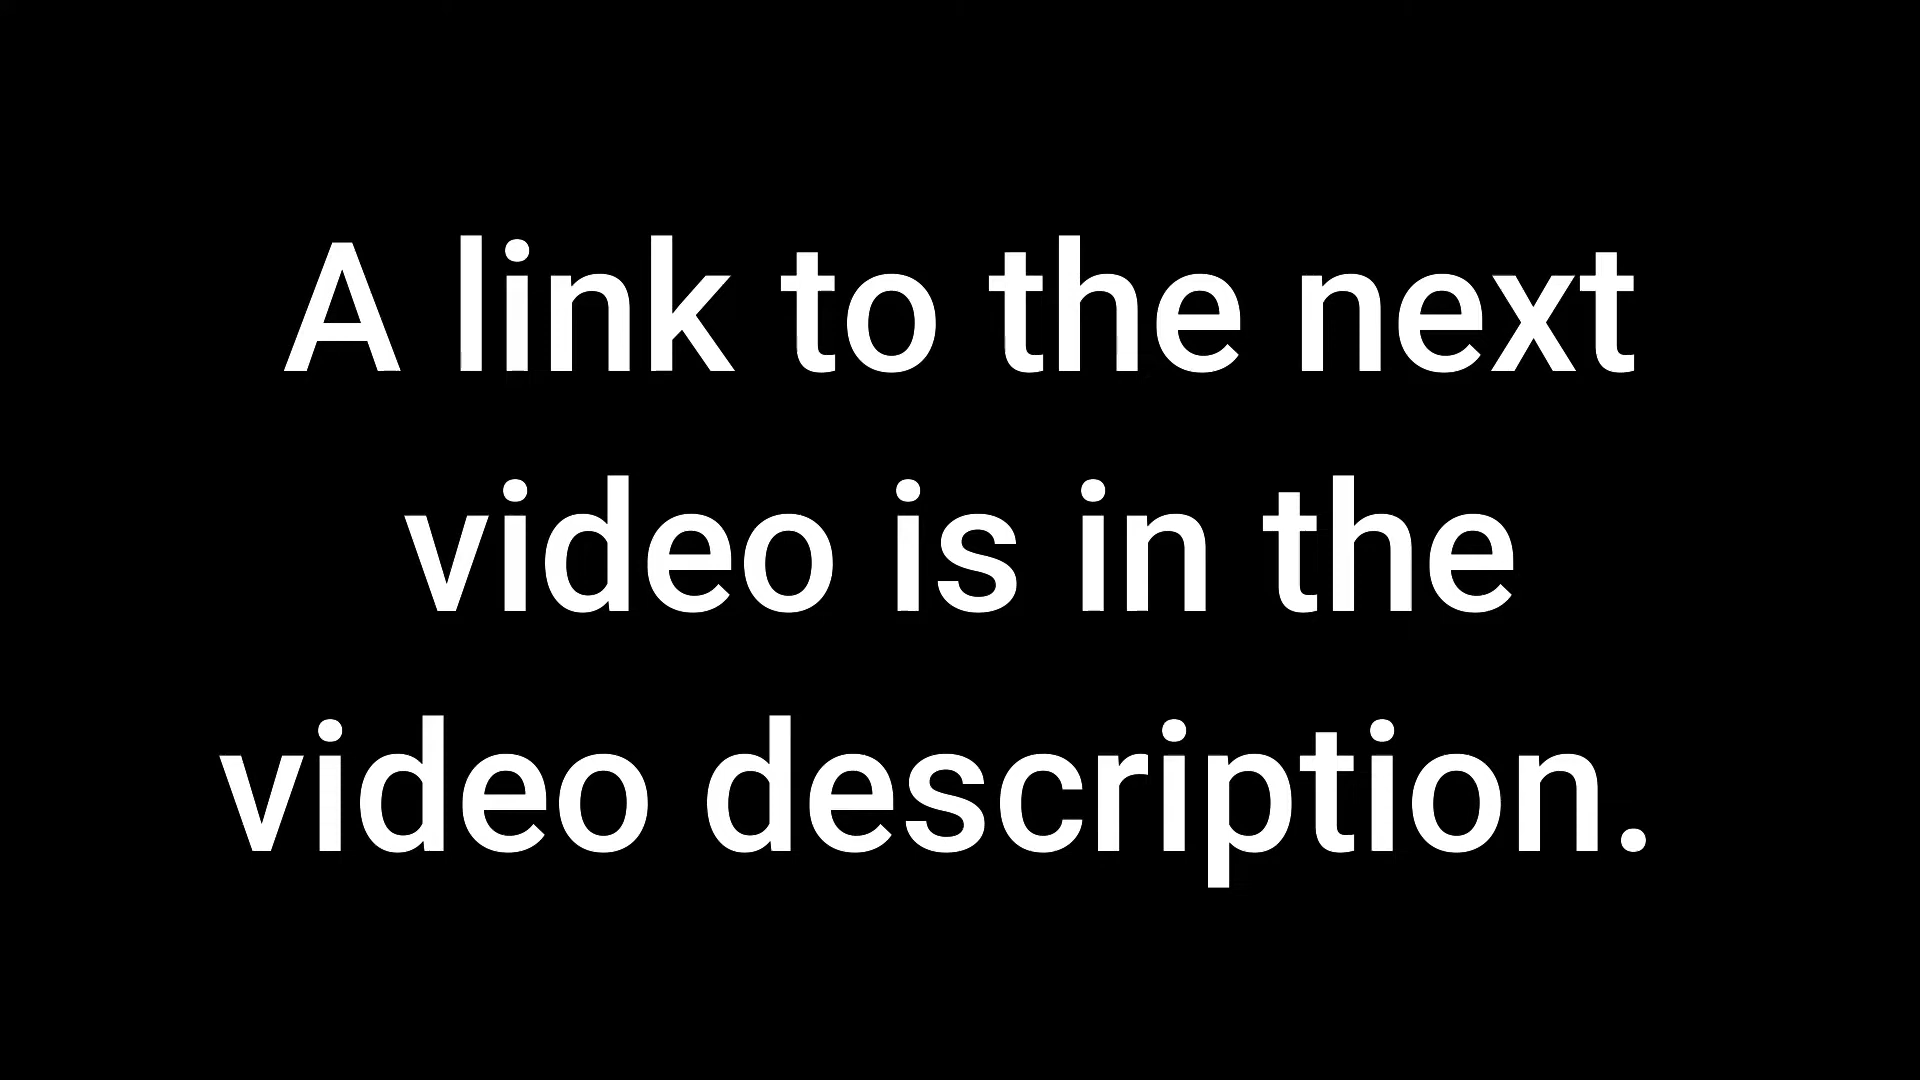 A link to the next
video is in the
video description.